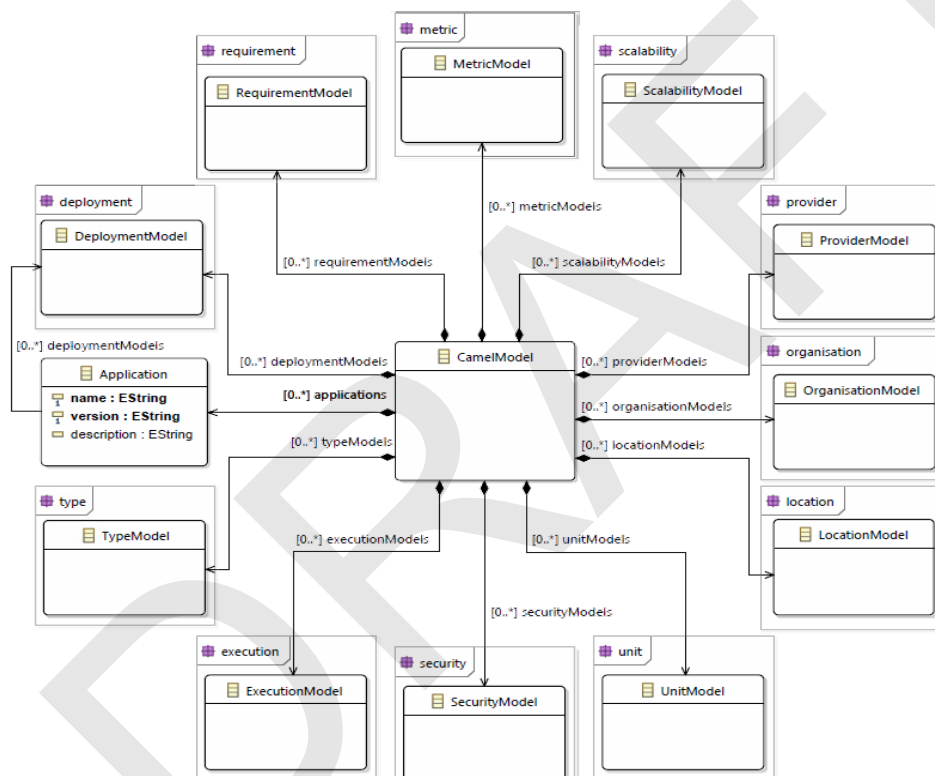 metric
requirement
scalability
MetricModel
RequirementModel
ScalabilityModel
deployment
provider
[0..*] metricModels
DeploymentModel
ProviderModel
[0..*] requirementModels
[0..*] scalabilityModels
[0..*] deploymentModels
CamelModel
organisation
[0..*] deploymentModels
[0..*] providerModels
Application
[0..*] applications
name : EString
OrganisationModel
[0..*] organisationModels
version : EString
description : EString
[0..*] typeModels
[0..*] locationModels
type
location
TypeModel
LocationModel
[0..*] executionModels
[0..*] unitModels
[0..*] securityModels
execution
security
unit
ExecutionModel
SecurityModel
UnitModel
DRAF